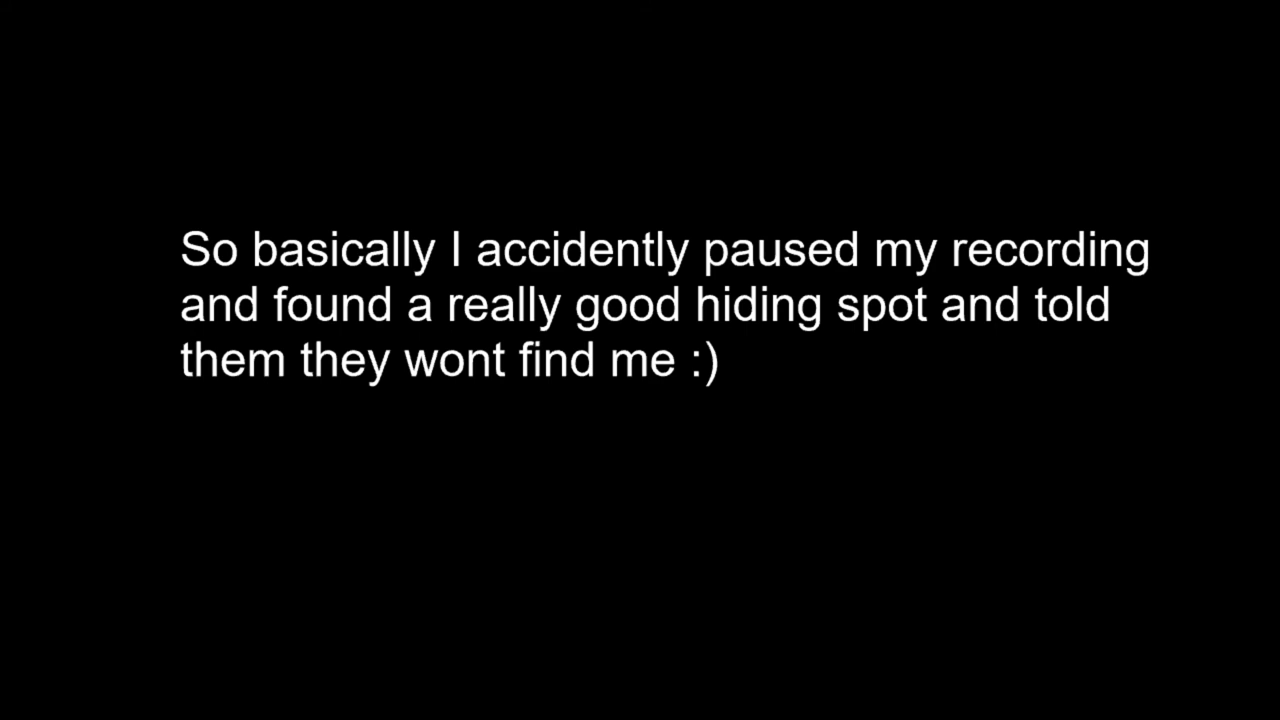 So basically I accidently paused my recording
and found a really good hiding spot and told
them they wont find me :)